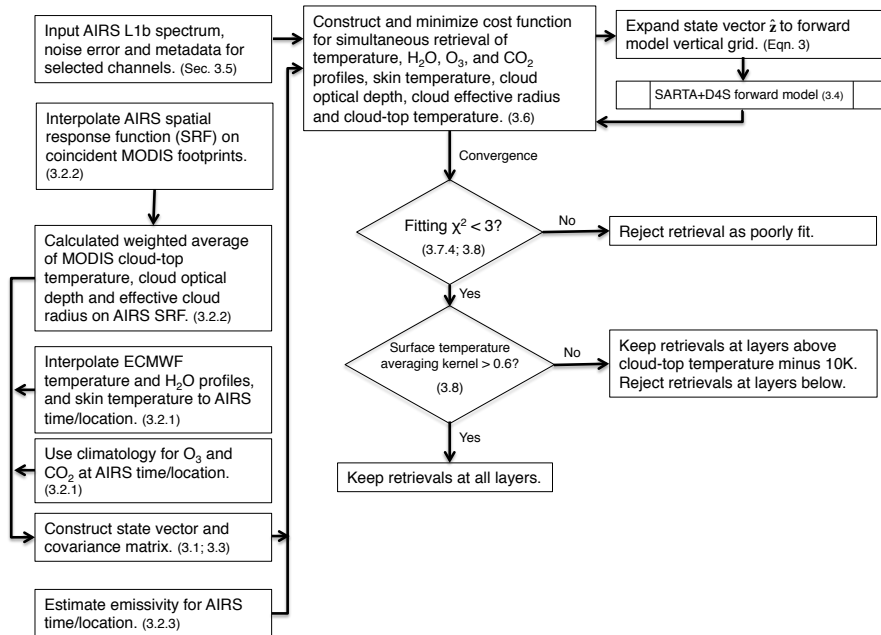 Input AIRS L1b spectrum,
noise error and metadata for
selected channels. (Sec. 3.5)
Interpolate AIRS spatial
response function (SRF) on
coincident MODIS footprints.
(3.2.2)
Calculated weighted average
of MODIS cloud-top
temperature, cloud optical
depth and effective cloud
radius on AIRS SRF. (3.2.2)
Interpolate ECMWF
temperature and H₂O profiles,
and skin temperature to AIRS
time/location. (3.2.1)
Use climatology for O₃ and
CO₂ at AIRS time/location.
(3.2.1)
Construct state vector and
covariance matrix. (3.1; 3.3)
Estimate emissivity for AIRS
time/location. (3.2.3)
Construct and minimize cost function
for simultaneous retrieval of
temperature, H₂O, O₃, and CO₂
profiles, skin temperature, cloud
optical depth, cloud effective radius
and cloud-top temperature. (3.6)
Expand state vector ẑ to forward
model vertical grid. (Eqn. 3)
SARTA+D4S forward model (3.4)
Convergence
Fitting χ² < 3?
(3.7.4; 3.8)
No
Reject retrieval as poorly fit.
Yes
Surface temperature
averaging kernel > 0.6?
(3.8)
No
Keep retrievals at layers above
cloud-top temperature minus 10K.
Reject retrievals at layers below.
Yes
Keep retrievals at all layers.